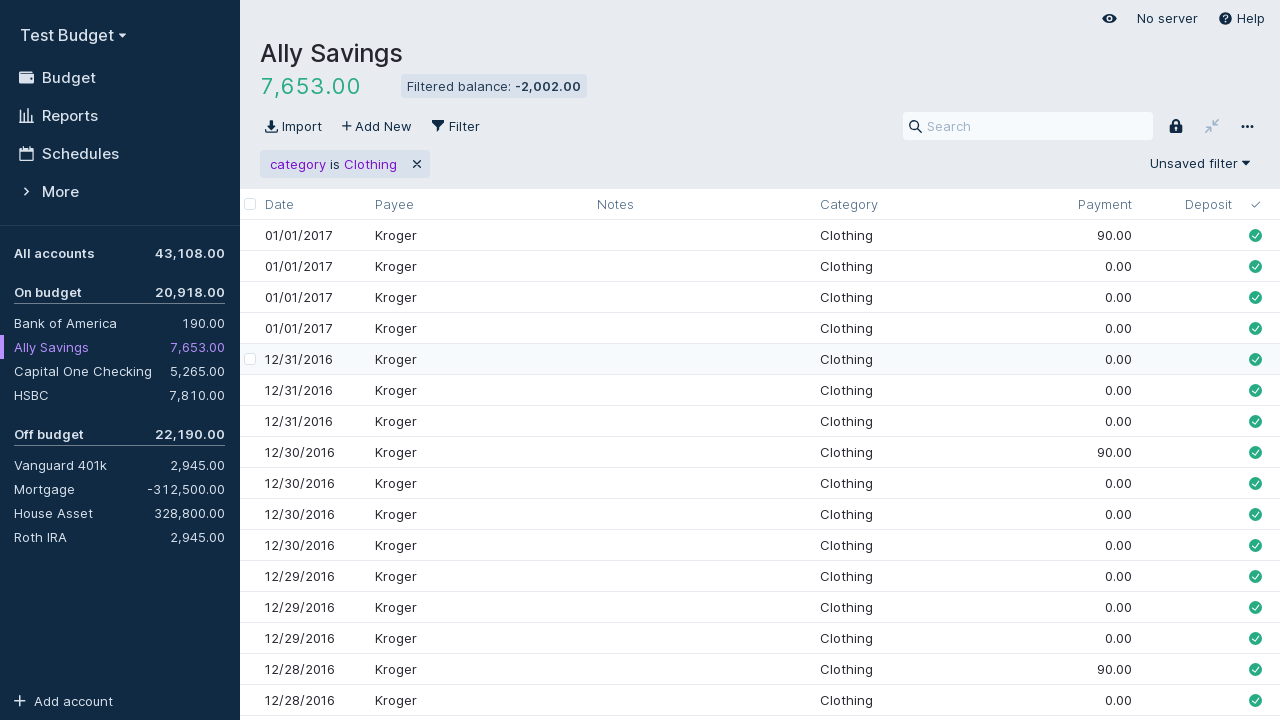 Test Budget
Budget
Reports
Schedules
More
All accounts 43,108.00
On budget 20,918.00
Bank of America 190.00
Ally Savings 7,653.00
Capital One Checking 5,265.00
HSBC 7,810.00
Off budget 22,190.00
Vanguard 401k 2,945.00
Mortgage -312,500.00
House Asset 328,800.00
Roth IRA 2,945.00
Add account
No server Help
Ally Savings
7,653.00 Filtered balance: -2,002.00
Import Add New Filter Search
category is Clothing Unsaved filter
Date Payee Notes Category Payment Deposit
01/01/2017 Kroger Clothing 90.00
01/01/2017 Kroger Clothing 0.00
01/01/2017 Kroger Clothing 0.00
01/01/2017 Kroger Clothing 0.00
12/31/2016 Kroger Clothing 0.00
12/31/2016 Kroger Clothing 0.00
12/31/2016 Kroger Clothing 0.00
12/30/2016 Kroger Clothing 90.00
12/30/2016 Kroger Clothing 0.00
12/30/2016 Kroger Clothing 0.00
12/30/2016 Kroger Clothing 0.00
12/29/2016 Kroger Clothing 0.00
12/29/2016 Kroger Clothing 0.00
12/29/2016 Kroger Clothing 0.00
12/28/2016 Kroger Clothing 90.00
12/28/2016 Kroger Clothing 0.00